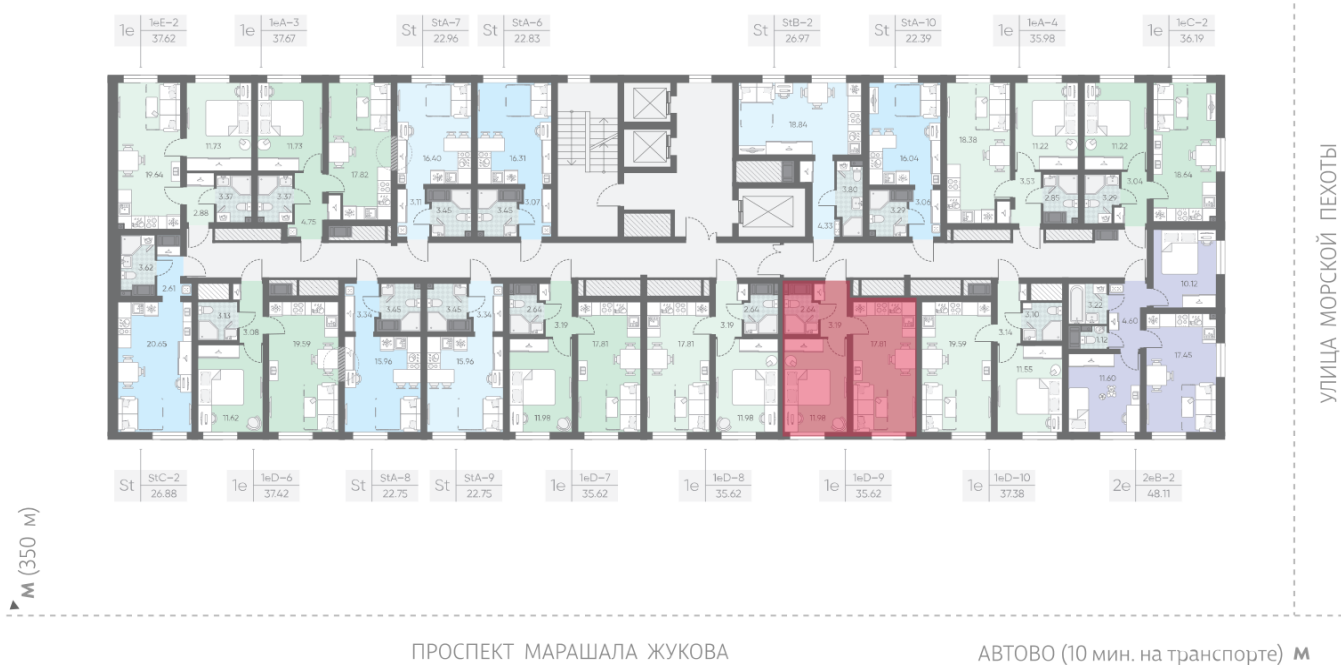 1eE-2
1e 37.62
1eA-3
1e 37.67
StA-7
St 22.96
StA-6
St 22.83
StB-2
St 26.97
StA-10
St 22.39
1eA-4
1e 35.98
1eC-2
1e 36.19
19.64
11.73
11.73
17.82
16.40
16.31
18.84
16.04
18.38
11.22
11.22
18.64
3.37
3.37
2.88
4.75
3.11
3.45
3.45
3.07
3.80
4.33
3.29
3.06
3.53
2.85
3.29
3.04
3.62
2.61
20.65
3.13
3.08
11.62
19.59
3.34
3.45
15.96
3.45
3.34
15.96
2.64
3.19
11.98
17.81
17.81
3.19
2.64
11.98
2.64
3.19
11.98
17.81
19.59
3.14
3.10
11.55
3.22
1.12
4.60
10.12
11.60
17.45
StC-2
St 26.88
1eD-6
1e 37.42
StA-8
St 22.75
StA-9
St 22.75
1eD-7
1e 35.62
1eD-8
1e 35.62
1eD-9
1e 35.62
1eD-10
1e 37.38
2eB-2
2e 48.11
УЛИЦА МОРСКОЙ ПЕХОТЫ
М (350 м)
ПРОСПЕКТ МАРАШАЛА ЖУКОВА
АВТОВО (10 мин. на транспорте) М